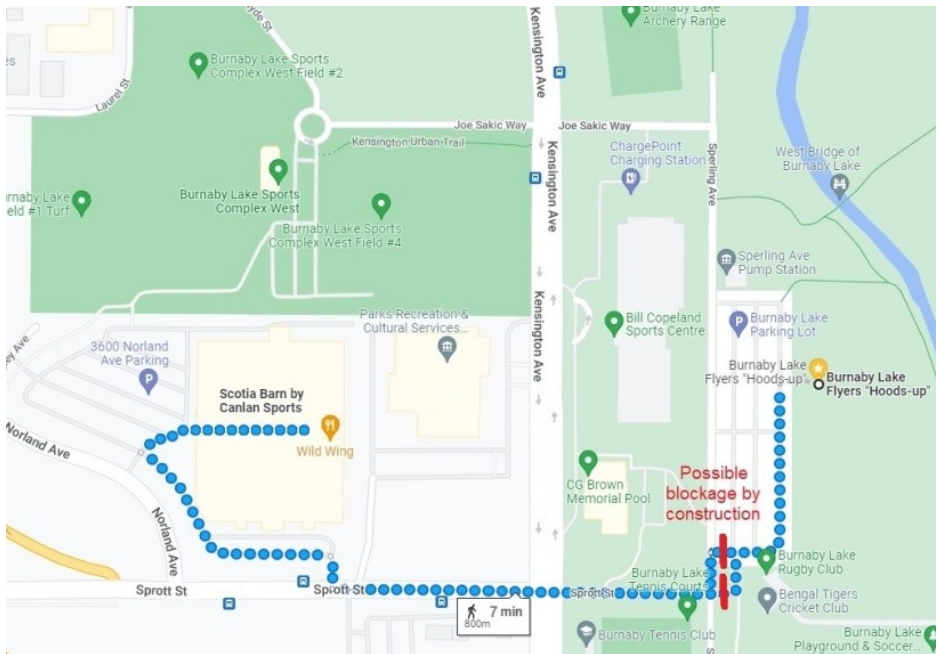 Burnaby Lake
Archery Range
Burnaby Lake Sports
Complex West Field #2
Laurel St
Kensington Ave
Joe Sakic Way
Joe Sakic Way
Kensington Urban Trail
Kensington Ave
ChargePoint
Charging Station
Sperling Ave
West Bridge of
Burnaby Lake
Burnaby Lake Sports
Complex West
Burnaby Lake Sports
Complex West Field #4
Sperling Ave
Pump Station
Kensington Ave
Parks Recreation &
Cultural Services...
Bill Copeland
Sports Centre
Burnaby Lake
Parking Lot
3600 Norland
Ave Parking
Burnaby Lake
Flyers "Hoods-up"
Burnaby Lake
Flyers "Hoods-up"
Scotia Barn by
Canlan Sports
Wild Wing
Norland Ave
Possible
blockage by
construction
CG Brown
Memorial Pool
Norland Ave
Burnaby Lake
Tennis Courts
Burnaby Lake
Rugby Club
Sprott St
Sprott St
Sprott St
7 min
800m
Bengal Tigers
Cricket Club
Burnaby Tennis Club
Burnaby Lake
Playground & Soccer...